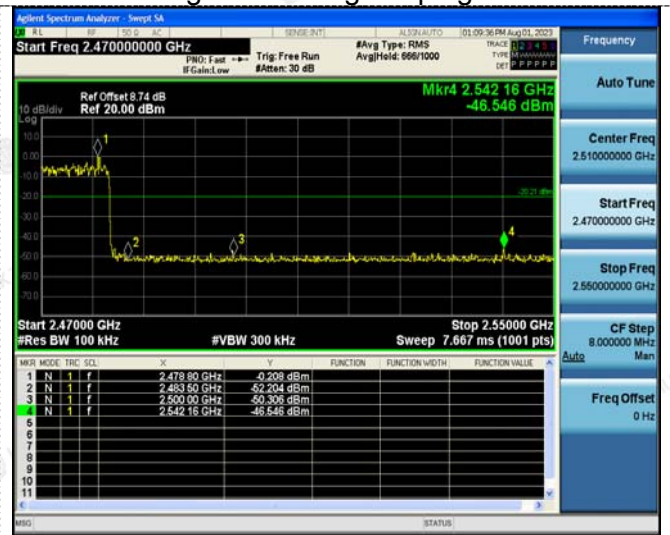 Agilent Spectrum Analyzer - Swept SA
RL RF 50 Ω AC SENSE:INT ALIGNAUTO 01:09:36 PM Aug 01, 2023
Start Freq 2.470000000 GHz
PNO: Fast
IFGain:Low
Trig: Free Run
#Atten: 30 dB
#Avg Type: RMS
Avg|Hold: 666/1000
TRACE 1 2 3 4 5 6
TYPE
DET P P P P P P
Mkr4 2.542 16 GHz
-46.546 dBm
Ref Offset 8.74 dB
Ref 20.00 dBm
10 dB/div
Log
10.0
0.00
-10.0
-20.0
-30.0
-40.0
-50.0
-60.0
-70.0
-20.21 dBm
1
2
3
4
Start 2.47000 GHz
#Res BW 100 kHz
#VBW 300 kHz
Stop 2.55000 GHz
Sweep 7.667 ms (1001 pts)
MKR MODE TRC SCL X Y FUNCTION FUNCTION WIDTH FUNCTION VALUE
1 N 1 f 2.478 80 GHz -0.208 dBm
2 N 1 f 2.483 50 GHz -52.204 dBm
3 N 1 f 2.500 00 GHz -50.306 dBm
4 N 1 f 2.542 16 GHz -46.546 dBm
5
6
7
8
9
10
11
MSG STATUS
Frequency
Auto Tune
Center Freq
2.510000000 GHz
Start Freq
2.470000000 GHz
Stop Freq
2.550000000 GHz
CF Step
8.000000 MHz
Auto Man
Freq Offset
0 Hz